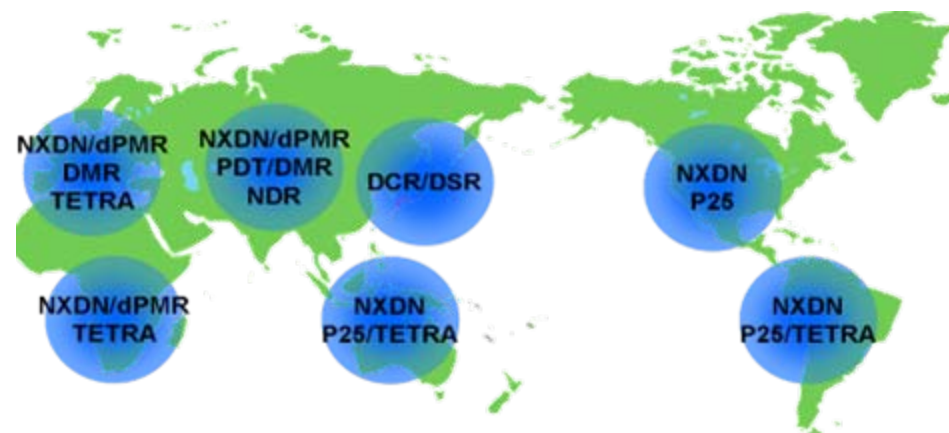 NXDN/dPMR
DMR
TETRA
NXDN/dPMR
PDT/DMR
NDR
DCR/DSR
NXDN
P25
NXDN/dPMR
TETRA
NXDN
P25/TETRA
NXDN
P25/TETRA